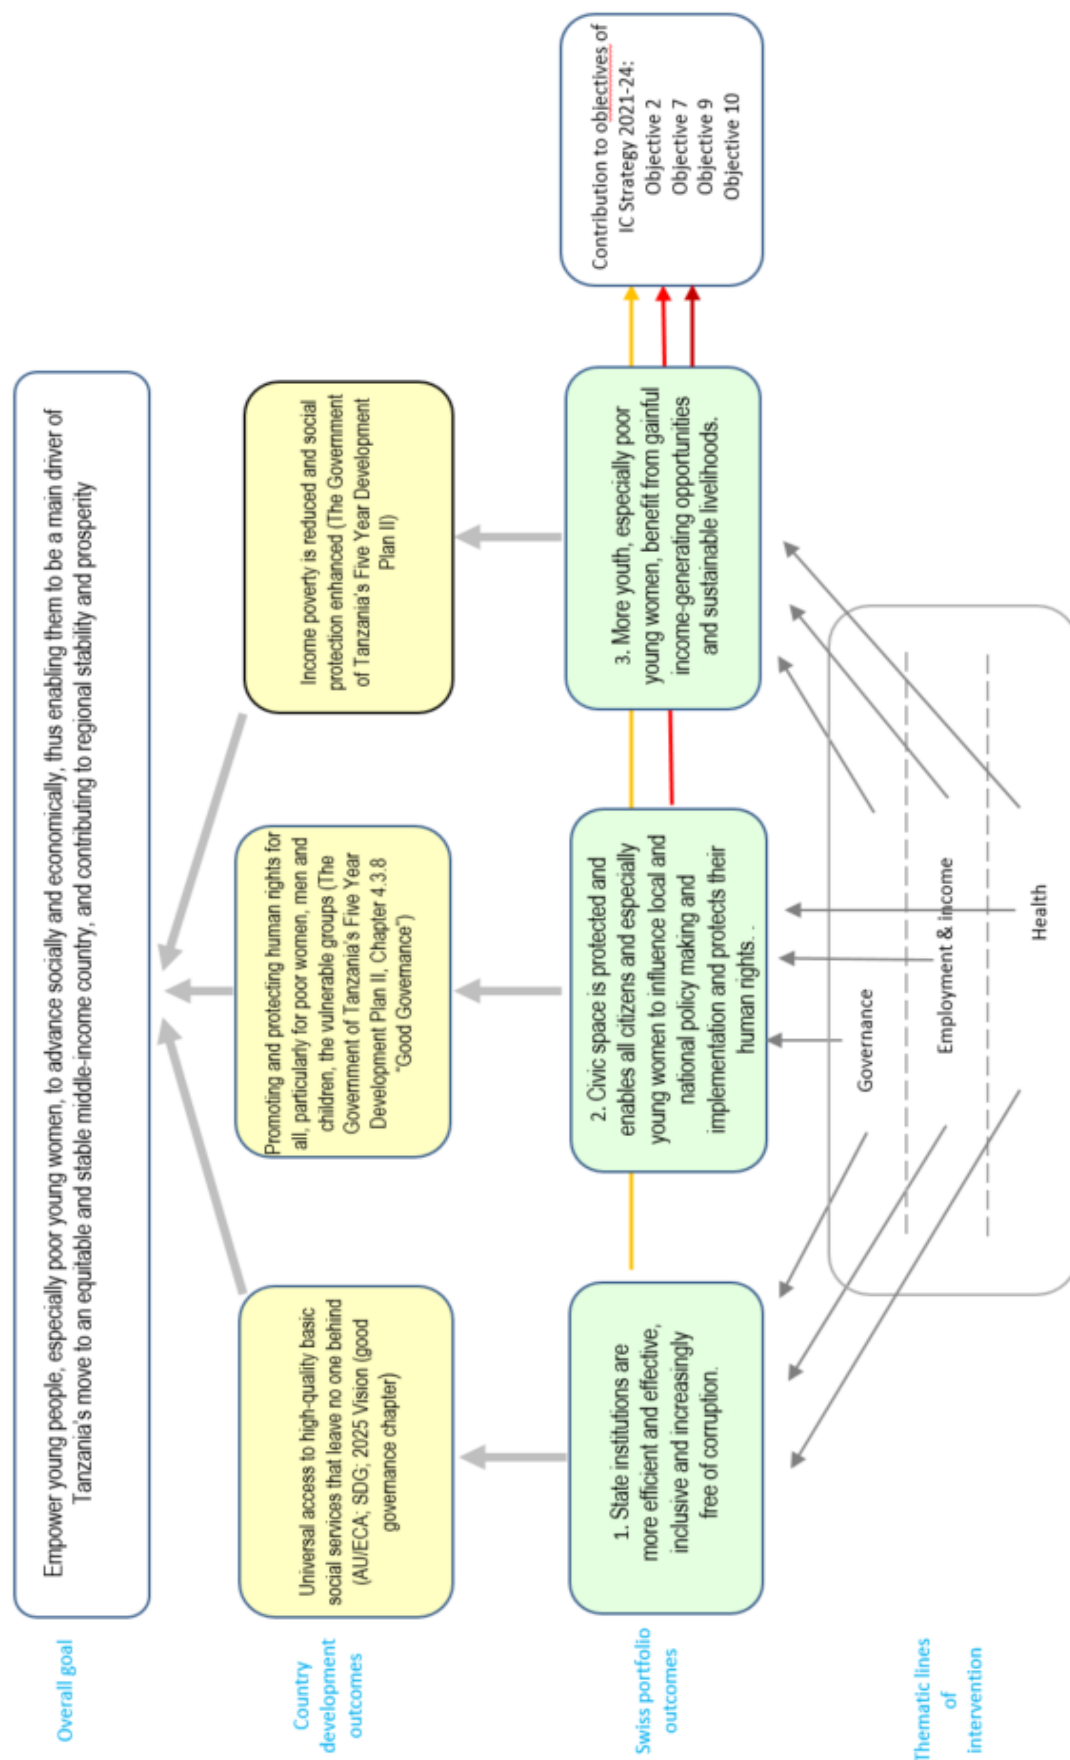 Overall goal
Empower young people, especially poor young women, to advance socially and economically, thus enabling them to be a main driver of
Tanzania's move to an equitable and stable middle-income country, and contributing to regional stability and prosperity
Country
development
outcomes
Universal access to high-quality basic
social services that leave no one behind
(AU/ECA; SDG; 2025 Vision (good
governance chapter)
Promoting and protecting human rights for
all, particularly for poor women, men and
children, the vulnerable groups (The
Government of Tanzania's Five Year
Development Plan II, Chapter 4.3.8
"Good Governance")
Income poverty is reduced and social
protection enhanced (The Government
of Tanzania's Five Year Development
Plan II)
Swiss portfolio
outcomes
1. State institutions are
more efficient and effective,
inclusive and increasingly
free of corruption.
2. Civic space is protected and
enables all citizens and especially
young women to influence local and
national policy making and
implementation and protects their
human rights. .
3. More youth, especially poor
young women, benefit from gainful
income-generating opportunities
and sustainable livelihoods.
Contribution to objectives of
IC Strategy 2021-24:
Objective 2
Objective 7
Objective 9
Objective 10
Thematic lines
of
intervention
Governance
Employment & income
Health